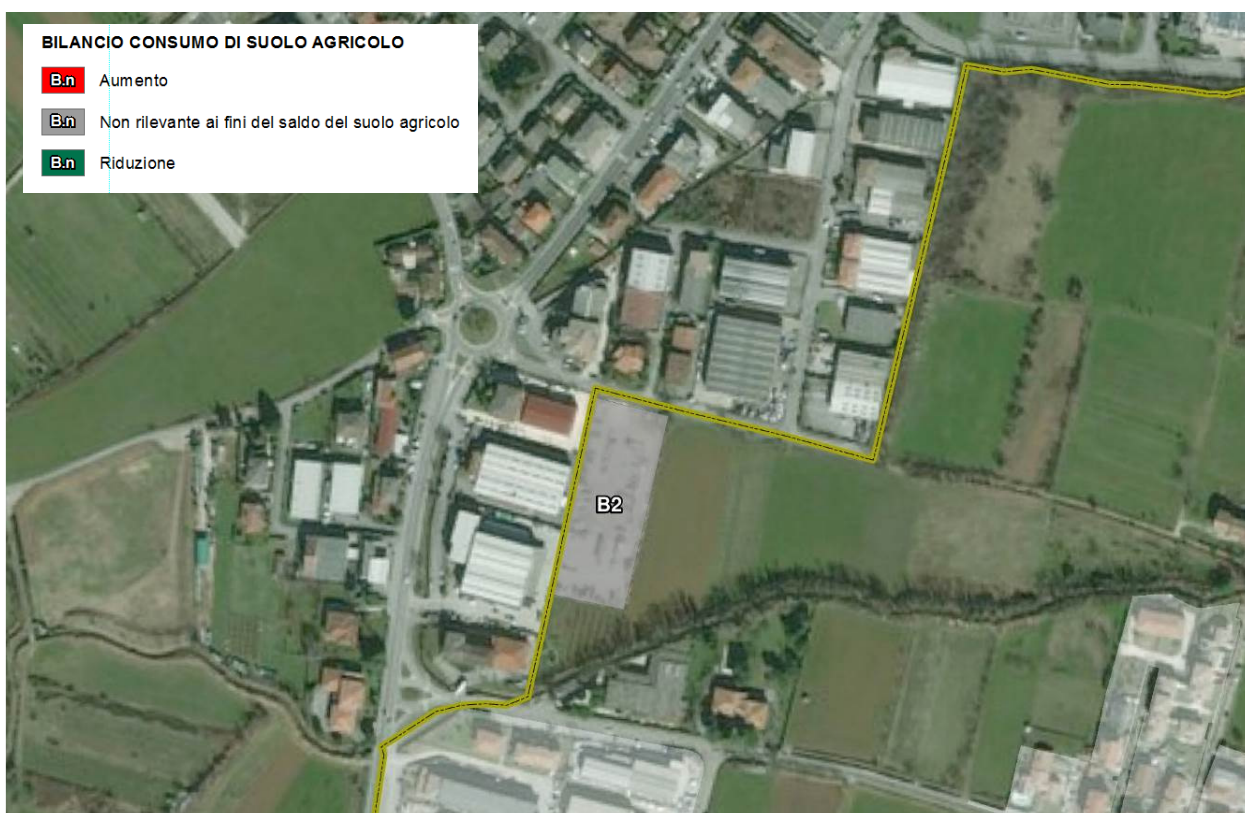 BILANCIO CONSUMO DI SUOLO AGRICOLO
B.n Aumento
B.n Non rilevante ai fini del saldo del suolo agricolo
B.n Riduzione
B2